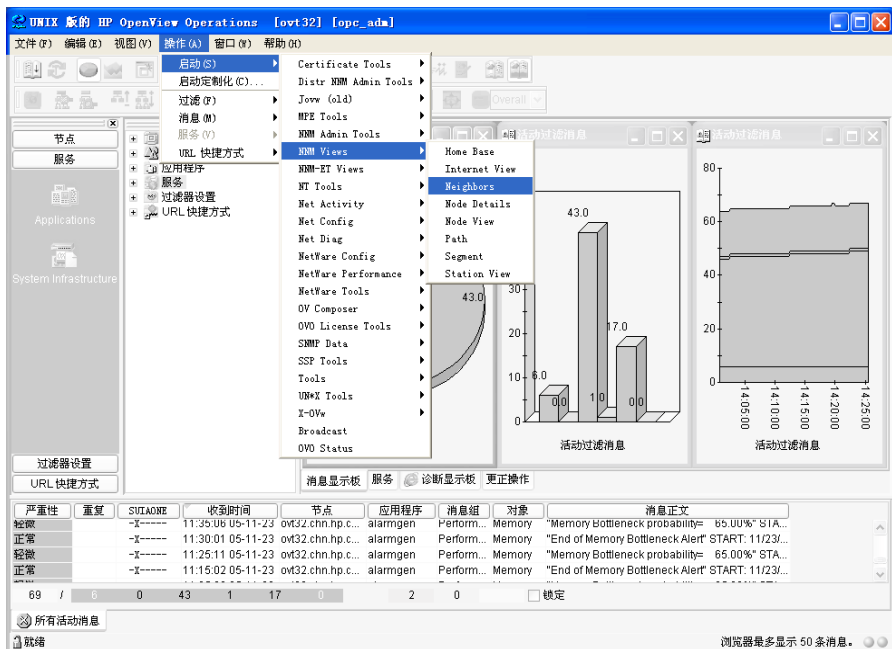 UNIX 版的 HP OpenView Operations [ovt32] [opc_adm]
文件(F) 编辑(E) 视图(V) 操作(A) 窗口(W) 帮助(H)
启动(S)
启动定制化(C)...
过滤(F)
消息(M)
服务(V)
URL 快捷方式
Certificate Tools
Distr NNM Admin Tools
Jovw (old)
MPE Tools
NNM Admin Tools
NNM Views
NNM-ET Views
NT Tools
Net Activity
Net Config
Net Diag
NetWare Config
NetWare Performance
NetWare Tools
OV Composer
OVO License Tools
SNMP Data
SSP Tools
Tools
UN*X Tools
X-OVw
Broadcast
OVO Status
Home Base
Internet View
Neighbors
Node Details
Node View
Path
Segment
Station View
Overall
节点
服务
Applications
System Infrastructure
过滤器设置
URL 快捷方式
应用程序
服务
过滤器设置
URL 快捷方式
活动过滤消息
活动过滤消息
43.0
43.0
17.0
6.0
0.0
1.0
0.0
30
20
10
0
活动过滤消息
80
60
40
20
0
14:05:00
14:10:00
14:15:00
14:20:00
14:25:00
活动过滤消息
消息显示板 服务 诊断显示板 更正操作
严重性 重复 SUIAONE 收到时间 节点 应用程序 消息组 对象 消息正文
轻微 -X----- 11:35:06 05-11-23 ovt32.chn.hp.c... alarmgen Perform... Memory "Memory Bottleneck probability= 65.00%" STA...
正常 -X----- 11:30:01 05-11-23 ovt32.chn.hp.c... alarmgen Perform... Memory "End of Memory Bottleneck Alert" START: 11/23/...
轻微 -X----- 11:25:11 05-11-23 ovt32.chn.hp.c... alarmgen Perform... Memory "Memory Bottleneck probability= 65.00%" STA...
正常 -X----- 11:15:02 05-11-23 ovt32.chn.hp.c... alarmgen Perform... Memory "End of Memory Bottleneck Alert" START: 11/23/...
69 / 6 0 43 1 17 0 2 0 锁定
所有活动消息
就绪 浏览器最多显示 50 条消息。